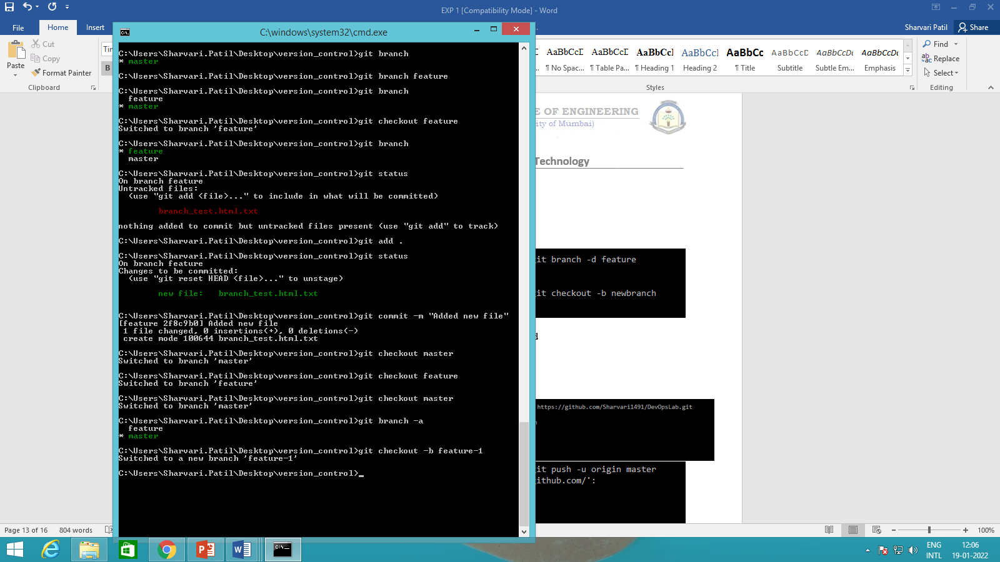 EXP 1 [Compatibility Mode] - Word
File Home Insert
Sharvari Patil Share
Paste
Cut
Copy
Format Painter
Clipboard
B
C:\windows\system32\cmd.exe
AaBbCcD AaBbCcD AaBbCcI AaBbCcI AaBbCc AaBbCcD AaBbCcDc AaBbCcDc
¶ No Spac... ¶ Table Pa... ¶ Heading 1 Heading 2 ¶ Title Subtitle Subtle Em... Emphasis
Styles
Find
Replace
Select
Editing
C:\Users\Sharvari.Patil\Desktop\version_control>git branch
* master
C:\Users\Sharvari.Patil\Desktop\version_control>git branch feature
C:\Users\Sharvari.Patil\Desktop\version_control>git branch
feature
* master
C:\Users\Sharvari.Patil\Desktop\version_control>git checkout feature
Switched to branch 'feature'
C:\Users\Sharvari.Patil\Desktop\version_control>git branch
* feature
master
C:\Users\Sharvari.Patil\Desktop\version_control>git status
On branch feature
Untracked files:
(use "git add <file>..." to include in what will be committed)
branch_test.html.txt
nothing added to commit but untracked files present (use "git add" to track)
C:\Users\Sharvari.Patil\Desktop\version_control>git add .
C:\Users\Sharvari.Patil\Desktop\version_control>git status
On branch feature
Changes to be committed:
(use "git reset HEAD <file>..." to unstage)
new file: branch_test.html.txt
C:\Users\Sharvari.Patil\Desktop\version_control>git commit -m "Added new file"
[feature 2f8c9b0] Added new file
1 file changed, 0 insertions(+), 0 deletions(-)
create mode 100644 branch_test.html.txt
C:\Users\Sharvari.Patil\Desktop\version_control>git checkout master
Switched to branch 'master'
C:\Users\Sharvari.Patil\Desktop\version_control>git checkout feature
Switched to branch 'feature'
C:\Users\Sharvari.Patil\Desktop\version_control>git checkout master
Switched to branch 'master'
C:\Users\Sharvari.Patil\Desktop\version_control>git branch -a
feature
* master
C:\Users\Sharvari.Patil\Desktop\version_control>git checkout -b feature-1
Switched to a new branch 'feature-1'
C:\Users\Sharvari.Patil\Desktop\version_control>
E OF ENGINEERING
ity of Mumbai)
Technology
it branch -d feature
it checkout -b newbranch
https://github.com/Sharvari1491/DevOpsLab.git
it push -u origin master
ithub.com/':
Page 13 of 16 804 words
100%
ENG
INTL
12:06
19-01-2022